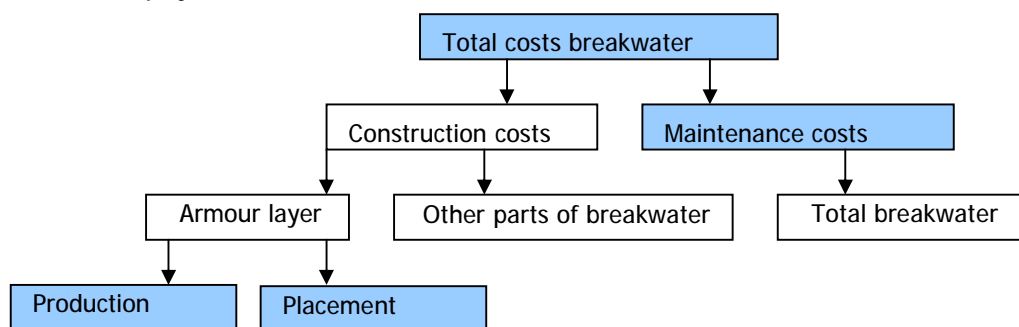 Total costs breakwater
Construction costs
Maintenance costs
Armour layer
Other parts of breakwater
Total breakwater
Production
Placement